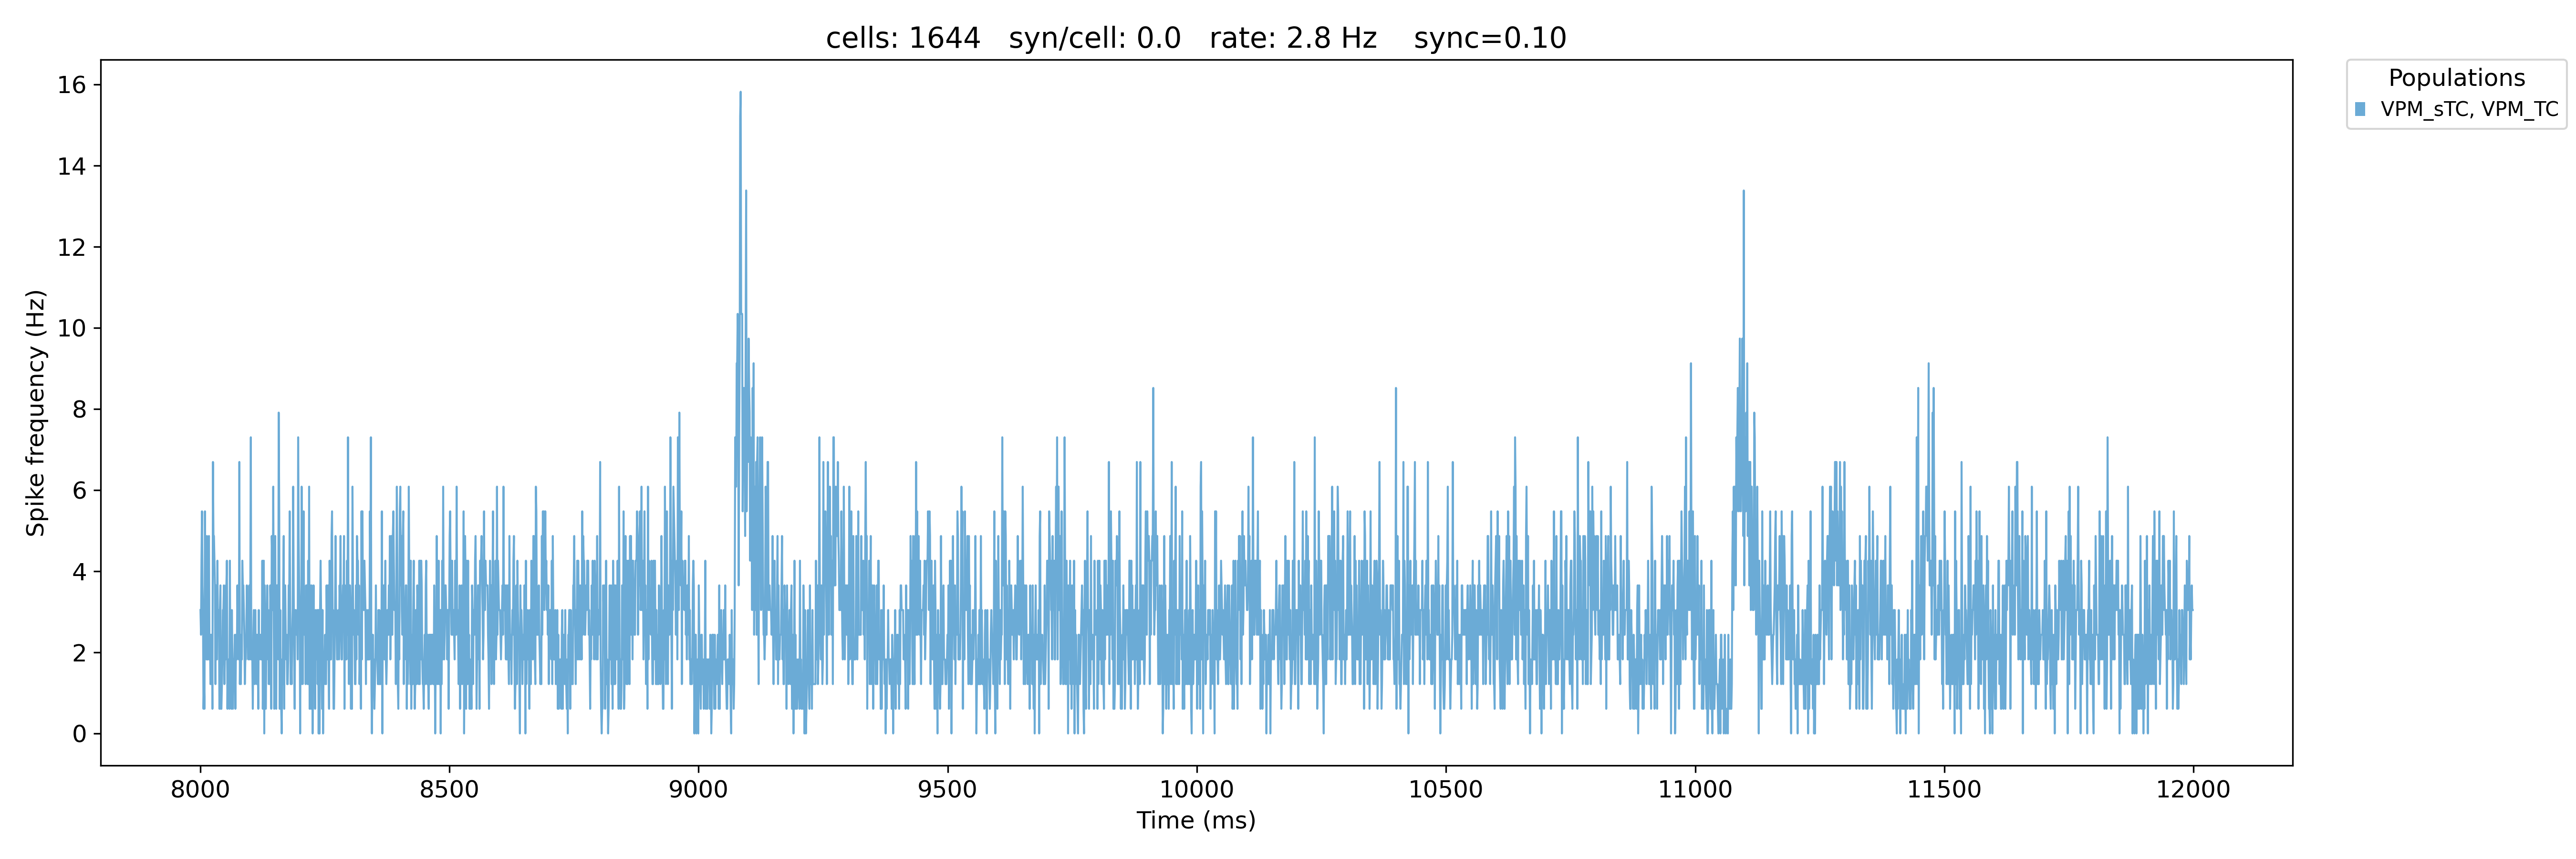 cells: 1644   syn/cell: 0.0   rate: 2.8 Hz    sync=0.10
Populations
VPM_sTC, VPM_TC
Spike frequency (Hz)
16
14
12
10
8
6
4
2
0
8000 8500 9000 9500 10000 10500 11000 11500 12000
Time (ms)